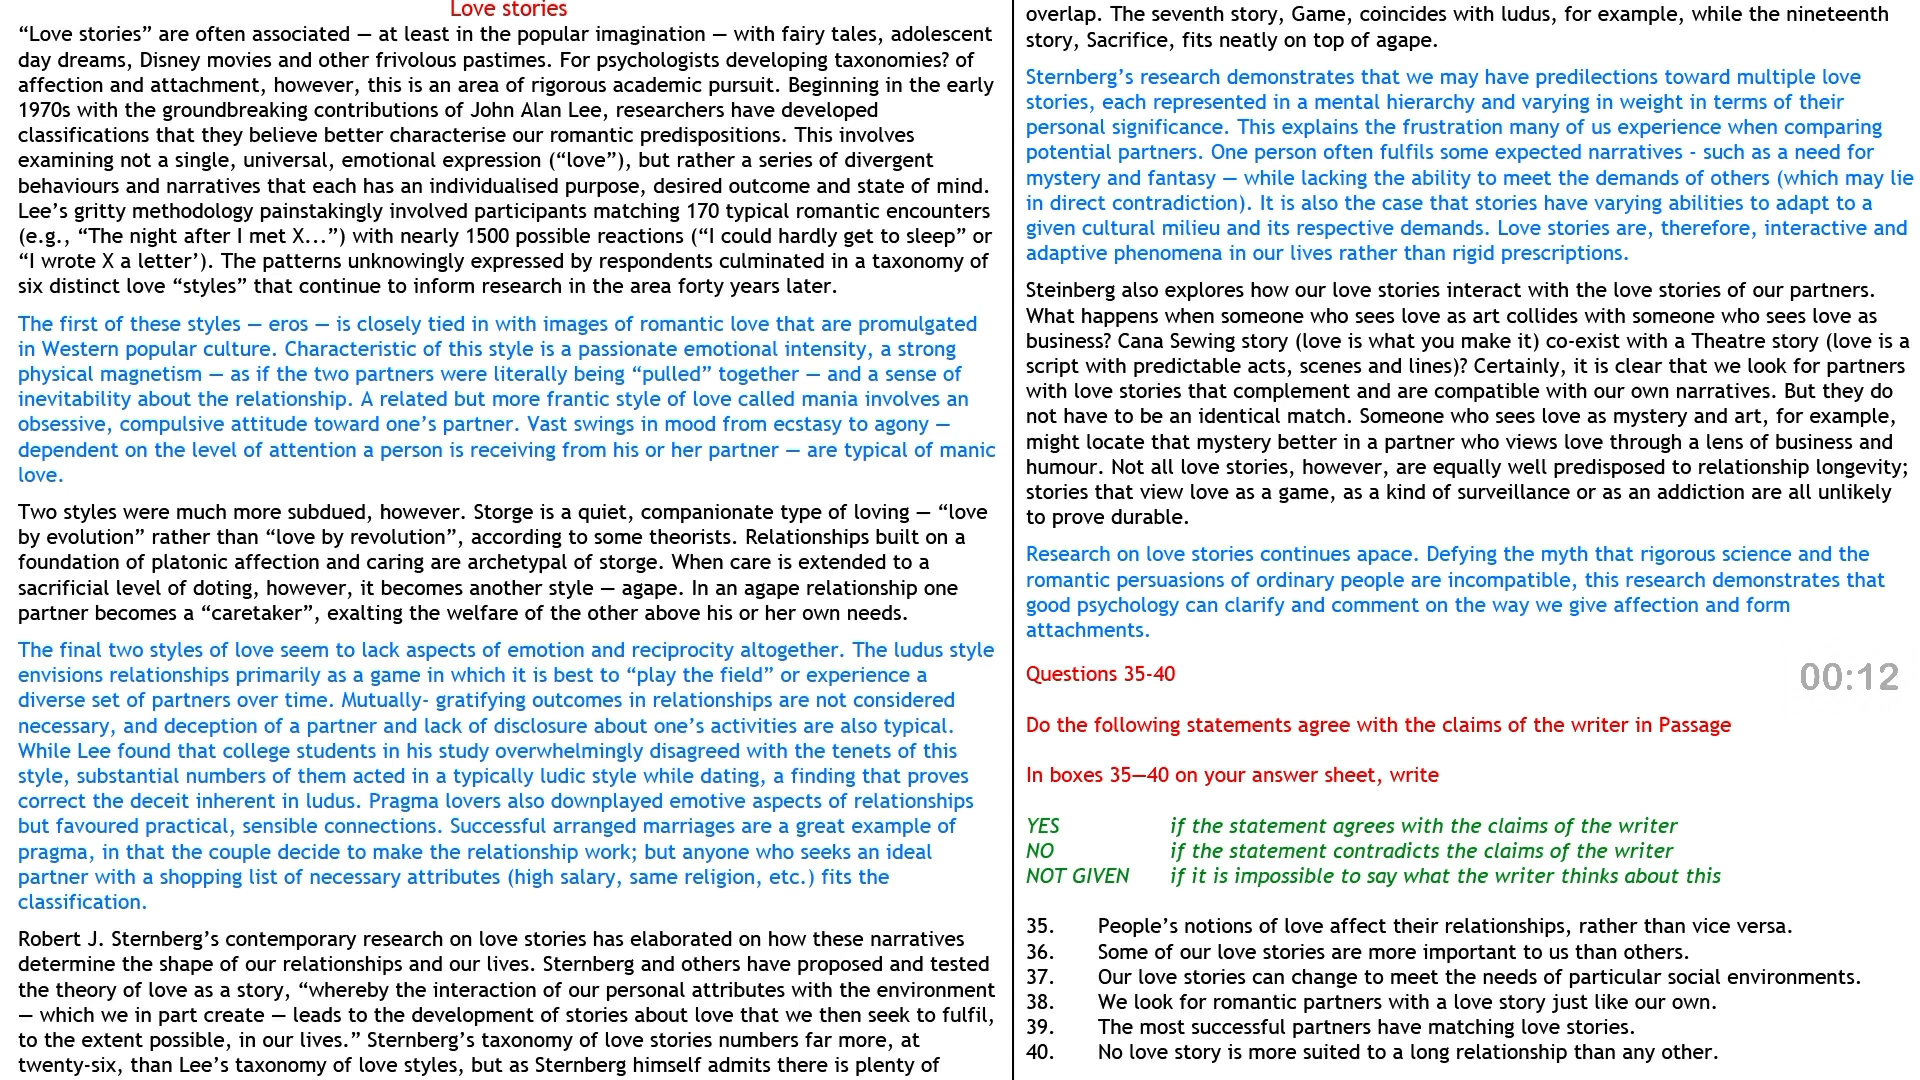 Love stories
“Love stories” are often associated — at least in the popular imagination — with fairy tales, adolescent
day dreams, Disney movies and other frivolous pastimes. For psychologists developing taxonomies? of
affection and attachment, however, this is an area of rigorous academic pursuit. Beginning in the early
1970s with the groundbreaking contributions of John Alan Lee, researchers have developed
classifications that they believe better characterise our romantic predispositions. This involves
examining not a single, universal, emotional expression (“love”), but rather a series of divergent
behaviours and narratives that each has an individualised purpose, desired outcome and state of mind.
Lee’s gritty methodology painstakingly involved participants matching 170 typical romantic encounters
(e.g., “The night after I met X...”) with nearly 1500 possible reactions (“I could hardly get to sleep” or
“I wrote X a letter’). The patterns unknowingly expressed by respondents culminated in a taxonomy of
six distinct love “styles” that continue to inform research in the area forty years later.
The first of these styles — eros — is closely tied in with images of romantic love that are promulgated
in Western popular culture. Characteristic of this style is a passionate emotional intensity, a strong
physical magnetism — as if the two partners were literally being “pulled” together — and a sense of
inevitability about the relationship. A related but more frantic style of love called mania involves an
obsessive, compulsive attitude toward one’s partner. Vast swings in mood from ecstasy to agony —
dependent on the level of attention a person is receiving from his or her partner — are typical of manic
love.
Two styles were much more subdued, however. Storge is a quiet, companionate type of loving — “love
by evolution” rather than “love by revolution”, according to some theorists. Relationships built on a
foundation of platonic affection and caring are archetypal of storge. When care is extended to a
sacrificial level of doting, however, it becomes another style — agape. In an agape relationship one
partner becomes a “caretaker”, exalting the welfare of the other above his or her own needs.
The final two styles of love seem to lack aspects of emotion and reciprocity altogether. The ludus style
envisions relationships primarily as a game in which it is best to “play the field” or experience a
diverse set of partners over time. Mutually- gratifying outcomes in relationships are not considered
necessary, and deception of a partner and lack of disclosure about one’s activities are also typical.
While Lee found that college students in his study overwhelmingly disagreed with the tenets of this
style, substantial numbers of them acted in a typically ludic style while dating, a finding that proves
correct the deceit inherent in ludus. Pragma lovers also downplayed emotive aspects of relationships
but favoured practical, sensible connections. Successful arranged marriages are a great example of
pragma, in that the couple decide to make the relationship work; but anyone who seeks an ideal
partner with a shopping list of necessary attributes (high salary, same religion, etc.) fits the
classification.
Robert J. Sternberg’s contemporary research on love stories has elaborated on how these narratives
determine the shape of our relationships and our lives. Sternberg and others have proposed and tested
the theory of love as a story, “whereby the interaction of our personal attributes with the environment
— which we in part create — leads to the development of stories about love that we then seek to fulfil,
to the extent possible, in our lives.” Sternberg’s taxonomy of love stories numbers far more, at
twenty-six, than Lee’s taxonomy of love styles, but as Sternberg himself admits there is plenty of
overlap. The seventh story, Game, coincides with ludus, for example, while the nineteenth
story, Sacrifice, fits neatly on top of agape.
Sternberg’s research demonstrates that we may have predilections toward multiple love
stories, each represented in a mental hierarchy and varying in weight in terms of their
personal significance. This explains the frustration many of us experience when comparing
potential partners. One person often fulfils some expected narratives - such as a need for
mystery and fantasy — while lacking the ability to meet the demands of others (which may lie
in direct contradiction). It is also the case that stories have varying abilities to adapt to a
given cultural milieu and its respective demands. Love stories are, therefore, interactive and
adaptive phenomena in our lives rather than rigid prescriptions.
Steinberg also explores how our love stories interact with the love stories of our partners.
What happens when someone who sees love as art collides with someone who sees love as
business? Cana Sewing story (love is what you make it) co-exist with a Theatre story (love is a
script with predictable acts, scenes and lines)? Certainly, it is clear that we look for partners
with love stories that complement and are compatible with our own narratives. But they do
not have to be an identical match. Someone who sees love as mystery and art, for example,
might locate that mystery better in a partner who views love through a lens of business and
humour. Not all love stories, however, are equally well predisposed to relationship longevity;
stories that view love as a game, as a kind of surveillance or as an addiction are all unlikely
to prove durable.
Research on love stories continues apace. Defying the myth that rigorous science and the
romantic persuasions of ordinary people are incompatible, this research demonstrates that
good psychology can clarify and comment on the way we give affection and form
attachments.
Questions 35-40
00:12
Do the following statements agree with the claims of the writer in Passage
In boxes 35—40 on your answer sheet, write
YES if the statement agrees with the claims of the writer
NO if the statement contradicts the claims of the writer
NOT GIVEN if it is impossible to say what the writer thinks about this
35. People’s notions of love affect their relationships, rather than vice versa.
36. Some of our love stories are more important to us than others.
37. Our love stories can change to meet the needs of particular social environments.
38. We look for romantic partners with a love story just like our own.
39. The most successful partners have matching love stories.
40. No love story is more suited to a long relationship than any other.